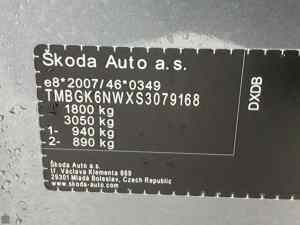 Škoda Auto a.s.
e8*2007/46*0349
TMBGK6NWXS3079168
1800 kg
3050 kg
1- 940 kg
2- 890 kg
DXDB
Škoda Auto a.s.
tř. Václava Klementa 869
29301 Mladá Boleslav, Czech Republic
www.skoda-auto.com